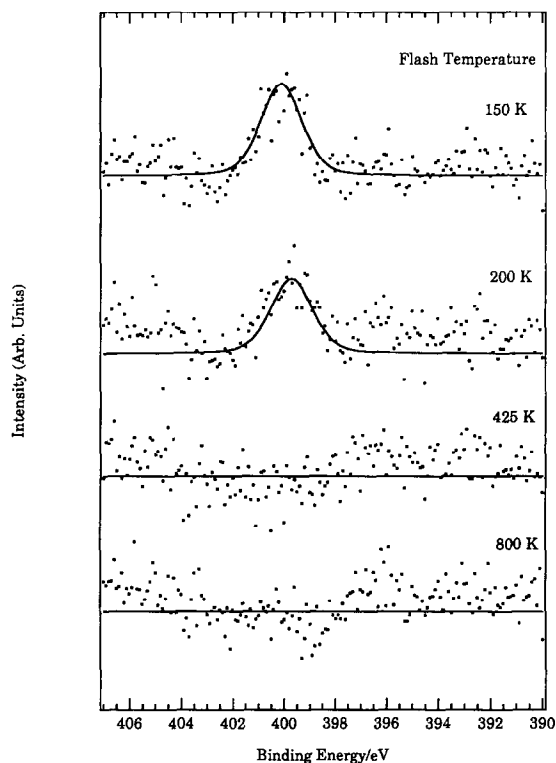 Flash Temperature
150 K
200 K
425 K
800 K
Intensity (Arb. Units)
406 404 402 400 398 396 394 392 390
Binding Energy/eV